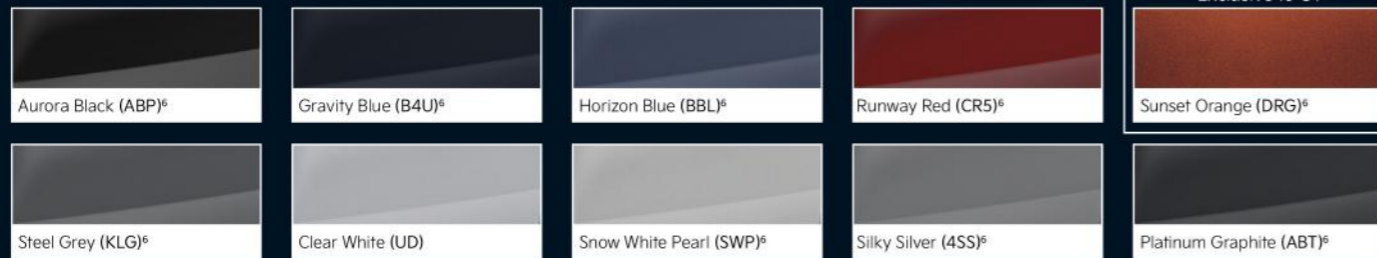 Aurora Black (ABP)⁶
Gravity Blue (B4U)⁶
Horizon Blue (BBL)⁶
Runway Red (CR5)⁶
Sunset Orange (DRG)⁶
Steel Grey (KLG)⁶
Clear White (UD)
Snow White Pearl (SWP)⁶
Silky Silver (4SS)⁶
Platinum Graphite (ABT)⁶